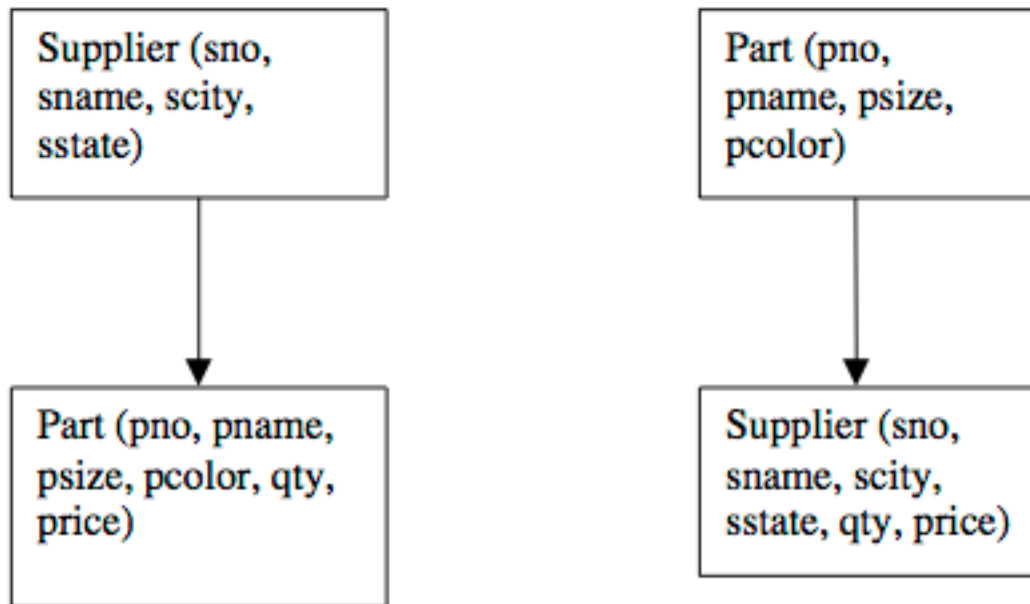 Supplier (sno,
sname, scity,
sstate)
Part (pno,
pname, psize,
pcolor)
Part (pno, pname,
psize, pcolor, qty,
price)
Supplier (sno,
sname, scity,
sstate, qty, price)